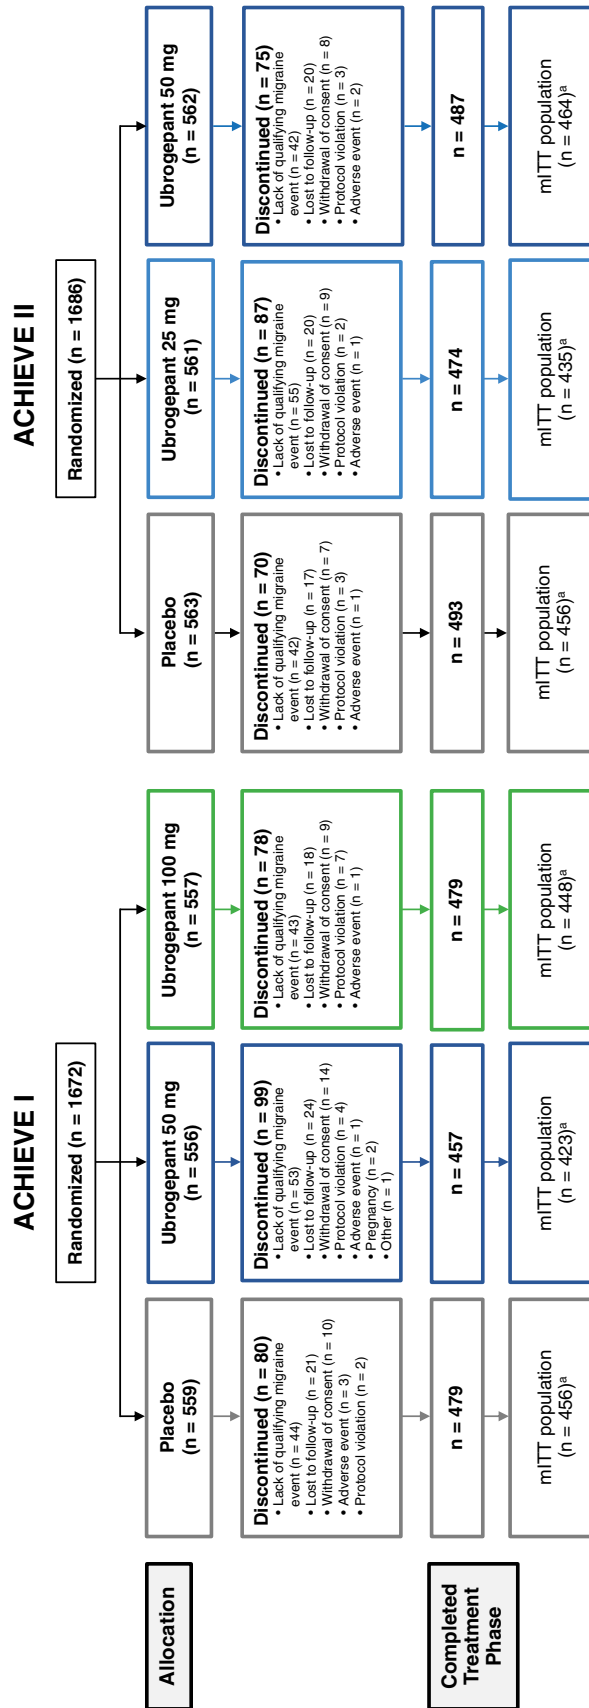 ACHIEVE I
Randomized (n = 1672)
Allocation
Placebo
(n = 559)
Ubrogepant 50 mg
(n = 556)
Ubrogepant 100 mg
(n = 557)
Discontinued (n = 80)
• Lack of qualifying migraine
event (n = 44)
• Lost to follow-up (n = 21)
• Withdrawal of consent (n = 10)
• Adverse event (n = 3)
• Protocol violation (n = 2)
Discontinued (n = 99)
• Lack of qualifying migraine
event (n = 53)
• Lost to follow-up (n = 24)
• Withdrawal of consent (n = 14)
• Protocol violation (n = 4)
• Adverse event (n = 1)
• Pregnancy (n = 2)
• Other (n = 1)
Discontinued (n = 78)
• Lack of qualifying migraine
event (n = 43)
• Lost to follow-up (n = 18)
• Withdrawal of consent (n = 9)
• Protocol violation (n = 7)
• Adverse event (n = 1)
Completed
Treatment
Phase
n = 479
n = 457
n = 479
mITT population
(n = 456)ª
mITT population
(n = 423)ª
mITT population
(n = 448)ª
ACHIEVE II
Randomized (n = 1686)
Placebo
(n = 563)
Ubrogepant 25 mg
(n = 561)
Ubrogepant 50 mg
(n = 562)
Discontinued (n = 70)
• Lack of qualifying migraine
event (n = 42)
• Lost to follow-up (n = 17)
• Withdrawal of consent (n = 7)
• Protocol violation (n = 3)
• Adverse event (n = 1)
Discontinued (n = 87)
• Lack of qualifying migraine
event (n = 55)
• Lost to follow-up (n = 20)
• Withdrawal of consent (n = 9)
• Protocol violation (n = 2)
• Adverse event (n = 1)
Discontinued (n = 75)
• Lack of qualifying migraine
event (n = 42)
• Lost to follow-up (n = 20)
• Withdrawal of consent (n = 8)
• Protocol violation (n = 3)
• Adverse event (n = 2)
n = 493
n = 474
n = 487
mITT population
(n = 456)ª
mITT population
(n = 435)ª
mITT population
(n = 464)ª